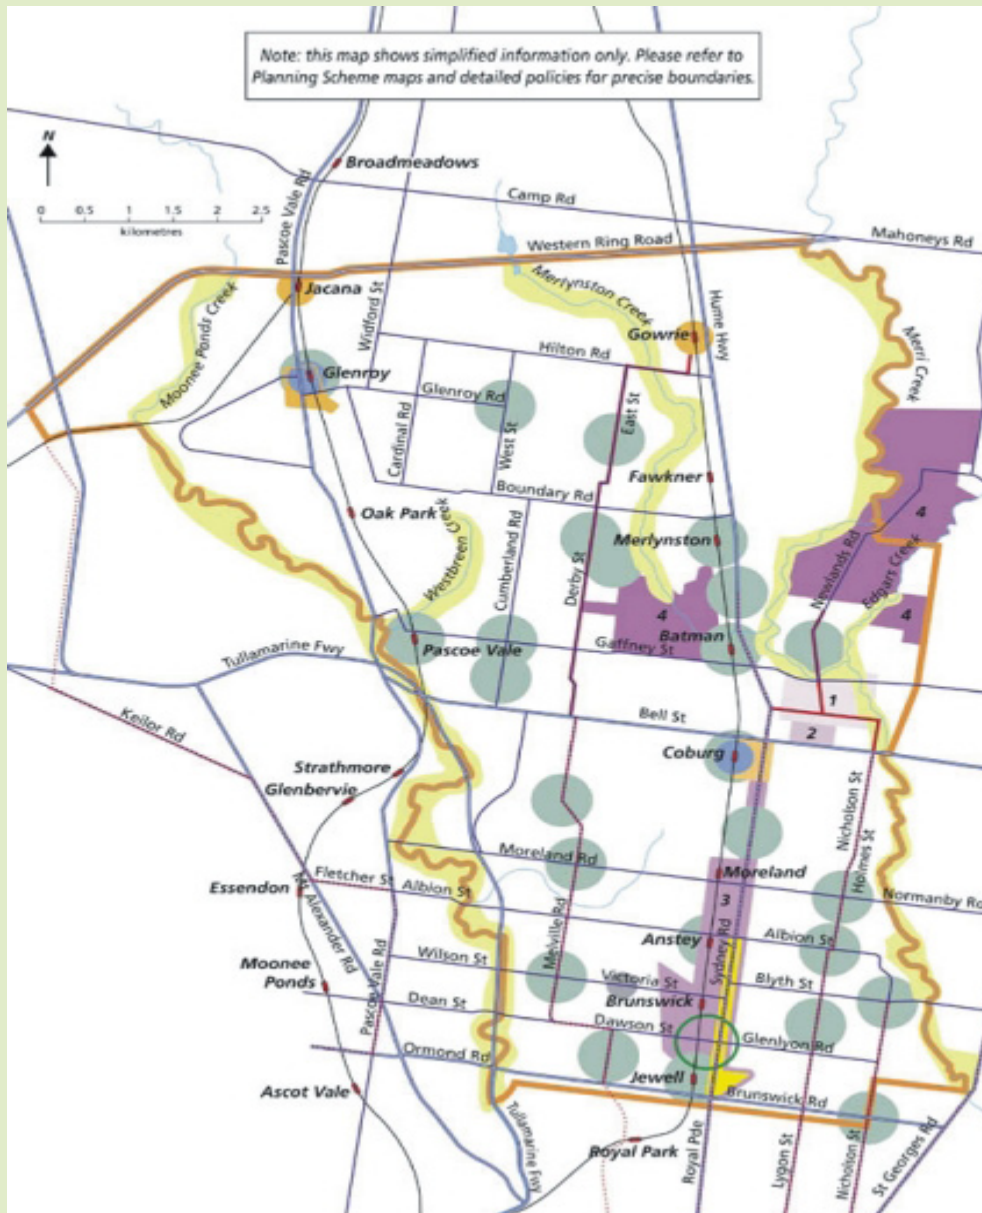 Note: this map shows simplified information only. Please refer to
Planning Scheme maps and detailed policies for precise boundaries.
N
0 0.5 1 1.5 2 2.5
kilometres
Broadmeadows
Pascoe Vale Rd
Camp Rd
Mahoneys Rd
Western Ring Road
Jacana
Moonee Ponds Creek
Widford St
Merlynston Creek
Hume Hwy
Gowrie
Merri Creek
Hilton Rd
Glenroy
Glenroy Rd
Cardinal Rd
West St
East St
Fawkner
Boundary Rd
Oak Park
Westbreen Creek
Cumberland Rd
Derby St
Merlynston
4
Newlands Rd
Edgars Creek
4
4
Batman
Pascoe Vale
Gaffney St
Tullamarine Fwy
Keilor Rd
1
Bell St
2
Coburg
Strathmore
Glenbervie
Nicholson St
Holmes St
Moreland Rd
Moreland
Normanby Rd
Fletcher St
Albion St
Essendon
Mt Alexander Rd
3
Melville Rd
Anstey
Sydney Rd
Albion St
Wilson St
Victoria St
Blyth St
Moonee
Ponds
Pascoe Vale Rd
Brunswick
Dean St
Dawson St
Glenlyon Rd
Ormond Rd
Jewell
Brunswick Rd
Ascot Vale
Tullamarine Fwy
Royal Park
Royal Pde
Lygon St
Nicholson St
St Georges Rd